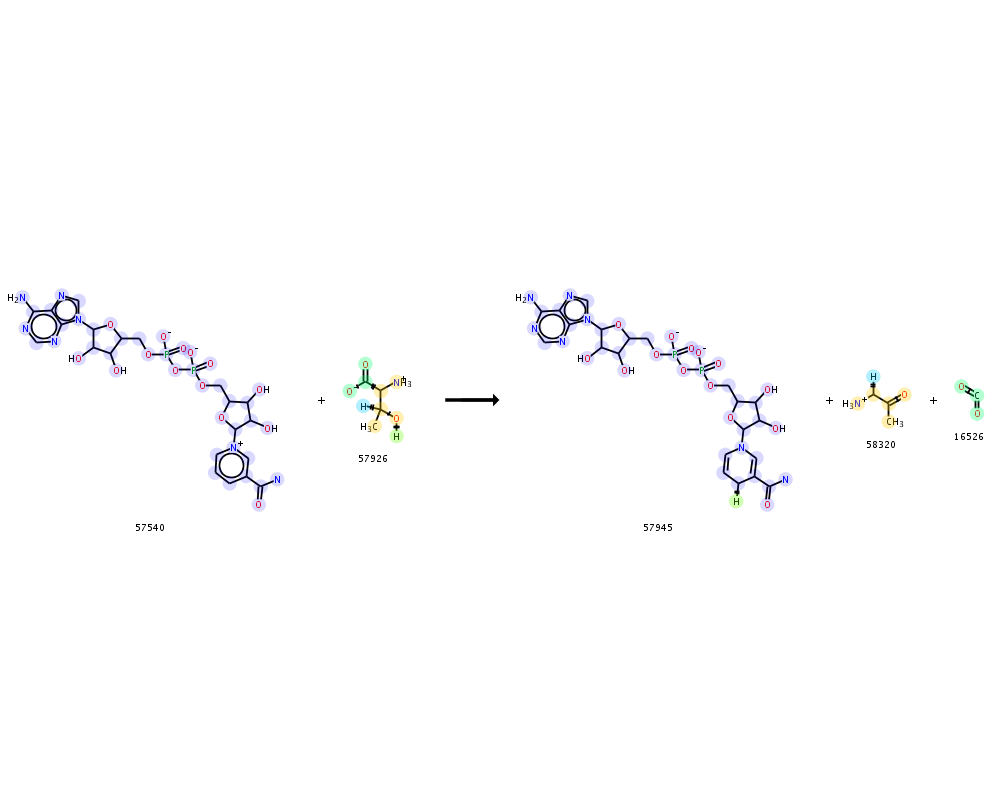 H₂N N N N N O O O⁻ P O O⁻ O P O O HO OH OH O OH N⁺ N O
57540
+
O O NH₃⁺ H H₃C O H
57926
H₂N N N N N O O O⁻ P O O⁻ O P O O HO OH OH O OH N N O H
57945
+
H H₃N⁺ O CH₃
58320
+
O C O
16526